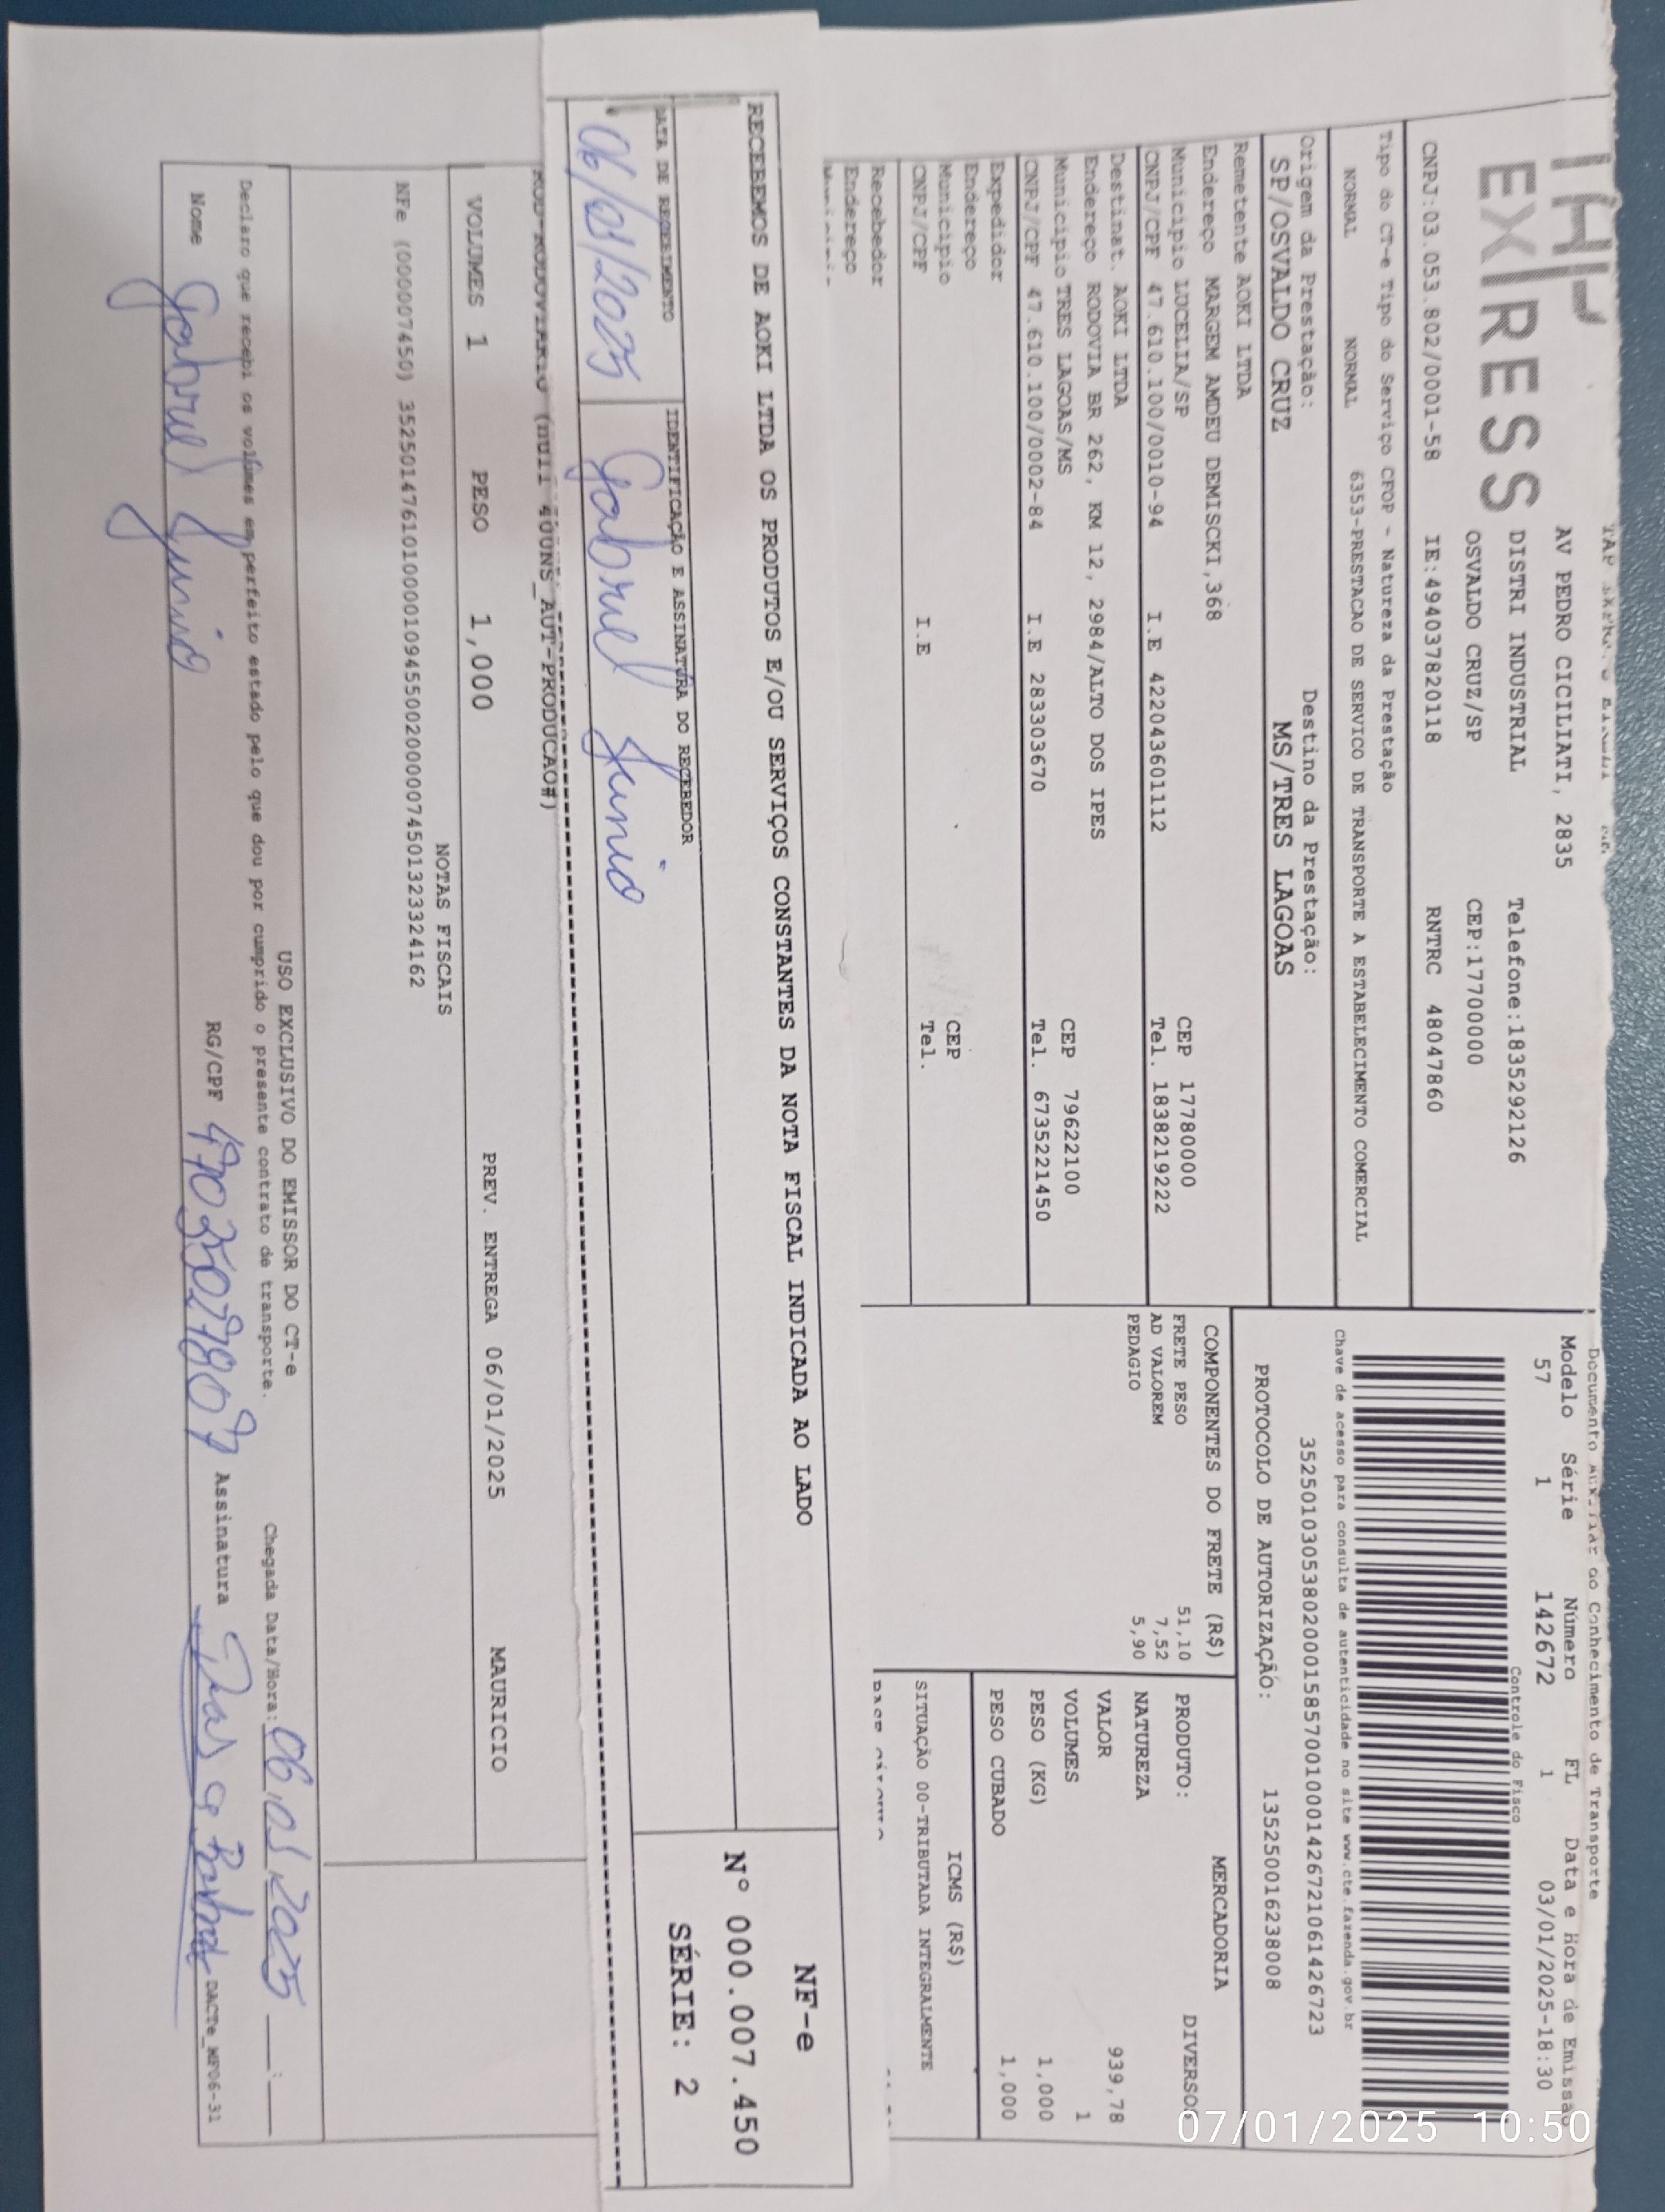 EXPRESS
AV PEDRO CICILIATI, 2835
DISTRI INDUSTRIAL Telefone:1835292126
OSVALDO CRUZ/SP CEP:17700000
CNPJ:03.053.802/0001-58 IE:494037820118 RNTRC 48047860
Tipo do CT-e Tipo do Serviço CFOP - Natureza da Prestação
NORMAL NORMAL 6353-PRESTACAO DE SERVICO DE TRANSPORTE A ESTABELECIMENTO COMERCIAL
Origem da Prestação: Destino da Prestação:
SP/OSVALDO CRUZ MS/TRES LAGOAS
Remetente AOKI LTDA
Endereço MARGEM AMDEU DEMISCKI,368
Municipio LUCELIA/SP CEP 17780000
CNPJ/CPF 47.610.100/0010-94 I.E 422043601112 Tel. 1838219222
Destinat. AOKI LTDA
Endereço RODOVIA BR 262, KM 12, 2984/ALTO DOS IPES
Municipio TRES LAGOAS/MS CEP 79622100
CNPJ/CPF 47.610.100/0002-84 I.E 283303670 Tel. 6735221450
Expedidor
Endereço
Municipio CEP
CNPJ/CPF I.E Tel.
Recebedor
Endereço
Documento Auxiliar do Conhecimento de Transporte
Modelo Série Número FL Data e Hora de Emissão
57 1 142672 1 03/01/2025-18:30
Controle do Fisco
Chave de acesso para consulta de autenticidade no site www.cte.fazenda.gov.br
35250103053802000158570010001426721061426723
PROTOCOLO DE AUTORIZAÇÃO: 135250016238008
COMPONENTES DO FRETE (R$)
FRETE PESO 51,10
AD VALOREM 7,52
PEDAGIO 5,90
MERCADORIA
PRODUTO: DIVERSOS
NATUREZA
VALOR 939,78
VOLUMES 1
PESO (KG) 1,000
PESO CUBADO 1,000
ICMS (R$)
SITUAÇÃO 00-TRIBUTADA INTEGRALMENTE
RECEBEMOS DE AOKI LTDA OS PRODUTOS E/OU SERVIÇOS CONSTANTES DA NOTA FISCAL INDICADA AO LADO
DATA DE RECEBIMENTO IDENTIFICAÇÃO E ASSINATURA DO RECEBEDOR
06/01/2025 Gabriel Junio
NF-e
Nº 000.007.450
SÉRIE: 2
VOLUMES 1 PESO 1,000 PREV. ENTREGA 06/01/2025 MAURICIO
NOTAS FISCAIS
NFe (000007450) 35250147610100001094550020000074501323324162
USO EXCLUSIVO DO EMISSOR DO CT-e
Declaro que recebi os volumes em perfeito estado pelo que dou por cumprido o presente contrato de transporte. Chegada Data/Hora: 06/01/2025 __:__
Nome Gabriel Junio RG/CPF Assinatura
DACTe_MF06-31
07/01/2025 10:50